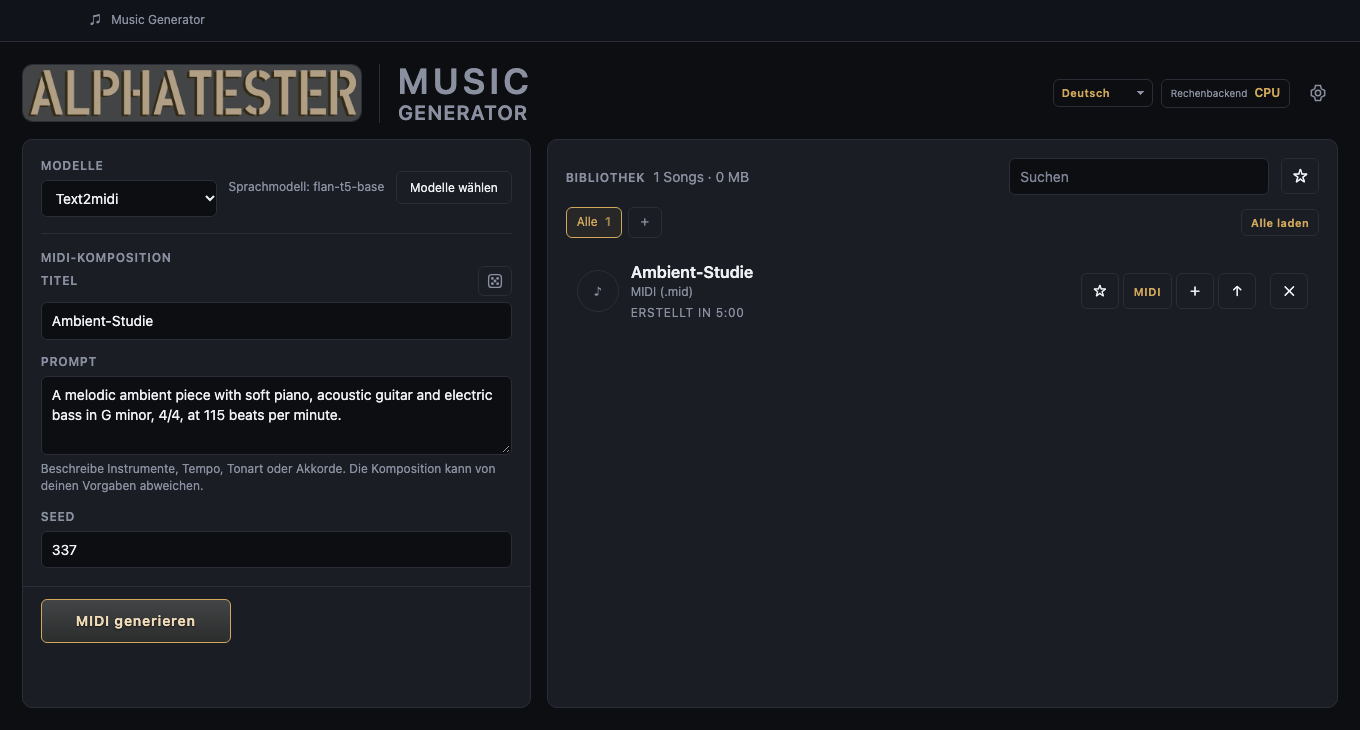 Music Generator
ALPHATESTER
MUSIC
GENERATOR
Deutsch
Rechenbackend CPU
MODELLE
Text2midi
Sprachmodell: flan-t5-base
Modelle wählen
MIDI-KOMPOSITION
TITEL
Ambient-Studie
PROMPT
A melodic ambient piece with soft piano, acoustic guitar and electric
bass in G minor, 4/4, at 115 beats per minute.
Beschreibe Instrumente, Tempo, Tonart oder Akkorde. Die Komposition kann von
deinen Vorgaben abweichen.
SEED
337
MIDI generieren
BIBLIOTHEK 1 Songs · 0 MB
Suchen
Alle 1
+
Alle laden
Ambient-Studie
MIDI (.mid)
ERSTELLT IN 5:00
MIDI
+